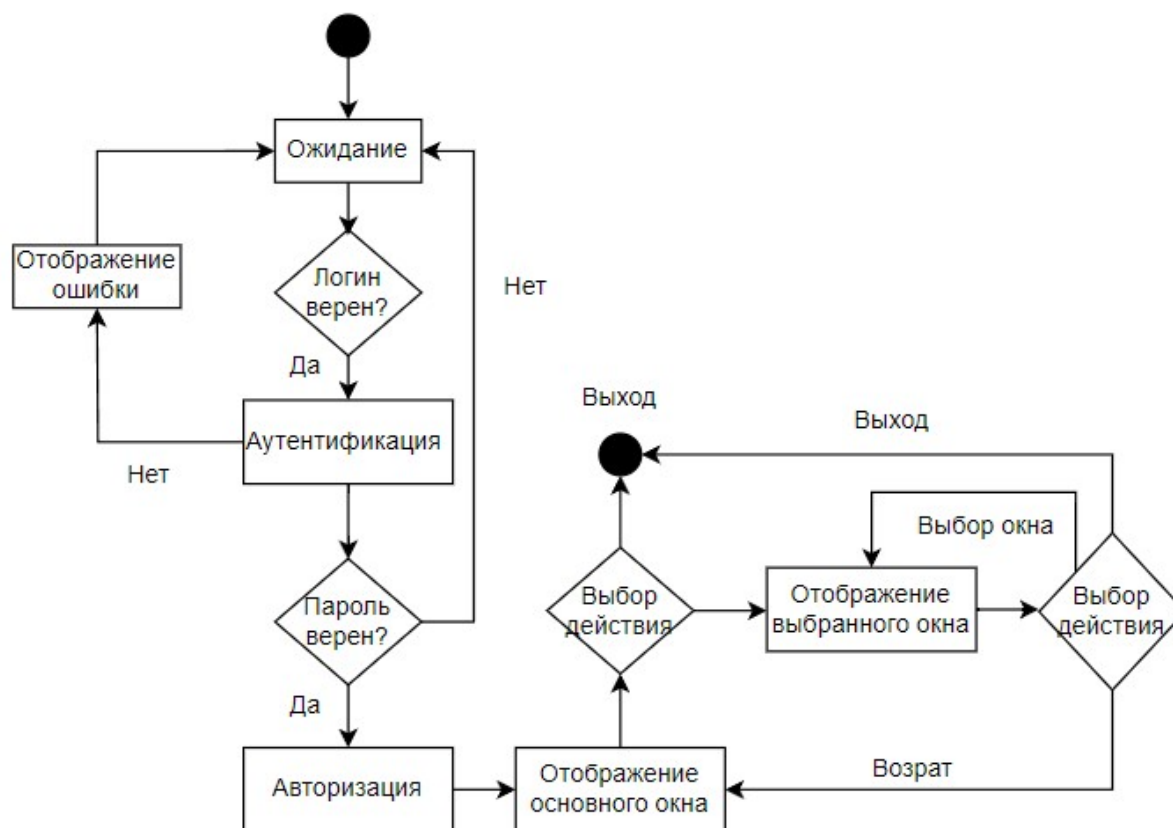 Ожидание
Отображение
ошибки
Логин
верен?
Нет
Да
Аутентификация
Нет
Выход
Выход
Выбор окна
Пароль
верен?
Выбор
действия
Отображение
выбранного окна
Выбор
действия
Да
Авторизация
Отображение
основного окна
Возрат